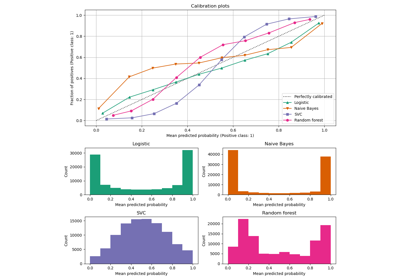 Calibration plots
Fraction of positives (Positive class: 1)
1.0
0.8
0.6
0.4
0.2
0.0
Perfectly calibrated
Logistic
Naive Bayes
SVC
Random forest
0.0 0.2 0.4 0.6 0.8 1.0
Mean predicted probability (Positive class: 1)
Logistic
Count
30000
20000
10000
0
0.0 0.2 0.4 0.6 0.8 1.0
Mean predicted probability
Naive Bayes
Count
40000
20000
0
0.0 0.2 0.4 0.6 0.8 1.0
Mean predicted probability
SVC
Count
15000
10000
5000
0
0.0 0.2 0.4 0.6 0.8 1.0
Mean predicted probability
Random forest
Count
20000
15000
10000
5000
0
0.0 0.2 0.4 0.6 0.8 1.0
Mean predicted probability